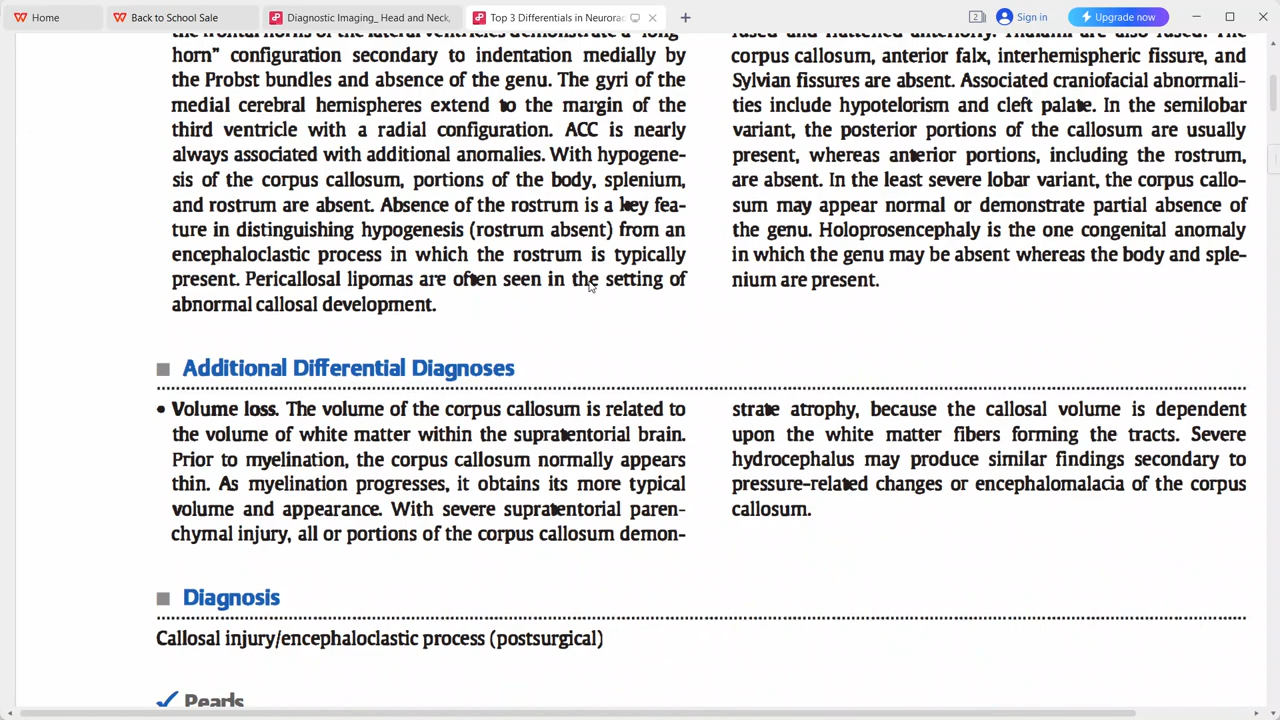 Home
Back to School Sale
Diagnostic Imaging_ Head and Neck,
Top 3 Differentials in Neurorac
2
Sign in
Upgrade now
horn" configuration secondary to indentation medially by
the Probst bundles and absence of the genu. The gyri of the
medial cerebral hemispheres extend to the margin of the
third ventricle with a radial configuration. ACC is nearly
always associated with additional anomalies. With hypogene-
sis of the corpus callosum, portions of the body, splenium,
and rostrum are absent. Absence of the rostrum is a key fea-
ture in distinguishing hypogenesis (rostrum absent) from an
encephaloclastic process in which the rostrum is typically
present. Pericallosal lipomas are often seen in the setting of
abnormal callosal development.
fused and flattened anteriorly. Thalami are also fused. The
corpus callosum, anterior falx, interhemispheric fissure, and
Sylvian fissures are absent. Associated craniofacial abnormali-
ties include hypotelorism and cleft palate. In the semilobar
variant, the posterior portions of the callosum are usually
present, whereas anterior portions, including the rostrum,
are absent. In the least severe lobar variant, the corpus callo-
sum may appear normal or demonstrate partial absence of
the genu. Holoprosencephaly is the one congenital anomaly
in which the genu may be absent whereas the body and sple-
nium are present.
Additional Differential Diagnoses
• Volume loss. The volume of the corpus callosum is related to
the volume of white matter within the supratentorial brain.
Prior to myelination, the corpus callosum normally appears
thin. As myelination progresses, it obtains its more typical
volume and appearance. With severe supratentorial paren-
chymal injury, all or portions of the corpus callosum demon-
strate atrophy, because the callosal volume is dependent
upon the white matter fibers forming the tracts. Severe
hydrocephalus may produce similar findings secondary to
pressure-related changes or encephalomalacia of the corpus
callosum.
Diagnosis
Callosal injury/encephaloclastic process (postsurgical)
Pearls